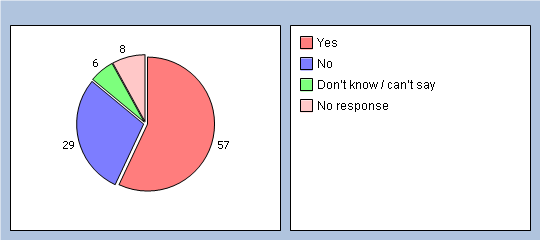 8
6
29
57
Yes
No
Don't know / can't say
No response